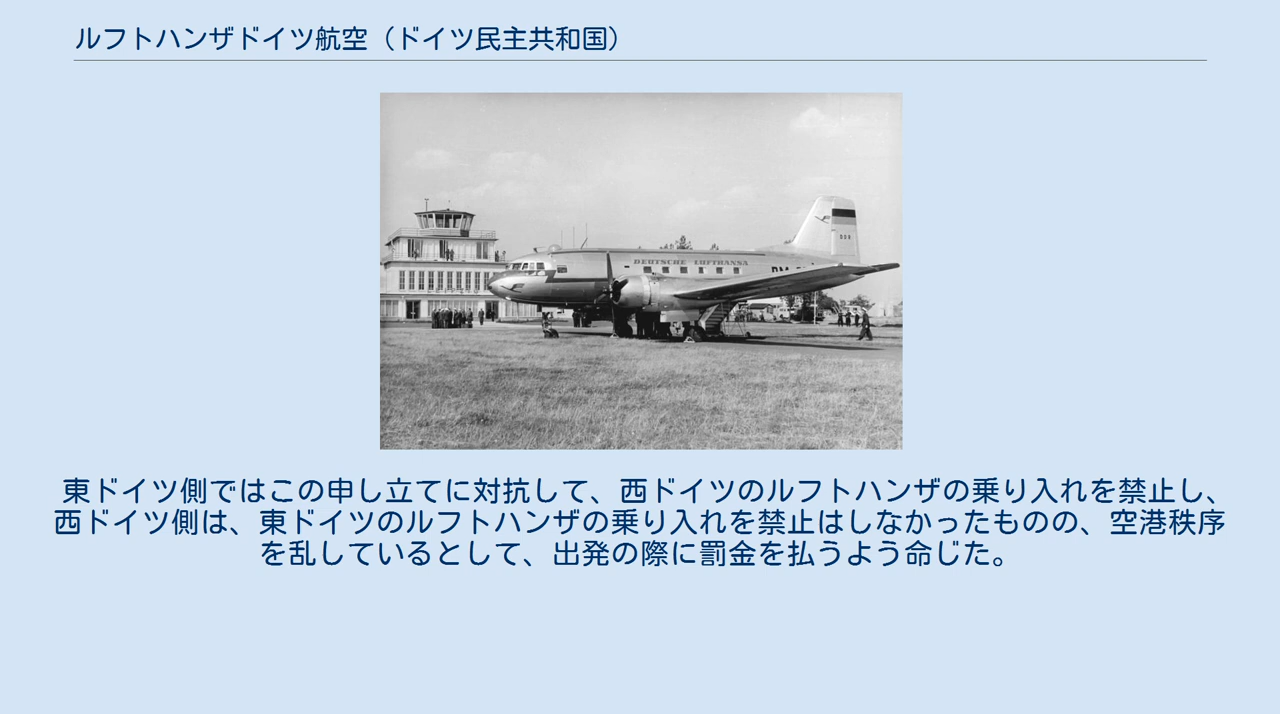 ルフトハンザドイツ航空（ドイツ民主共和国）
DEUTSCHE LUFTHANSA
東ドイツ側ではこの申し立てに対抗して、西ドイツのルフトハンザの乗り入れを禁止し、
西ドイツ側は、東ドイツのルフトハンザの乗り入れを禁止はしなかったものの、空港秩序
を乱しているとして、出発の際に罰金を払うよう命じた。